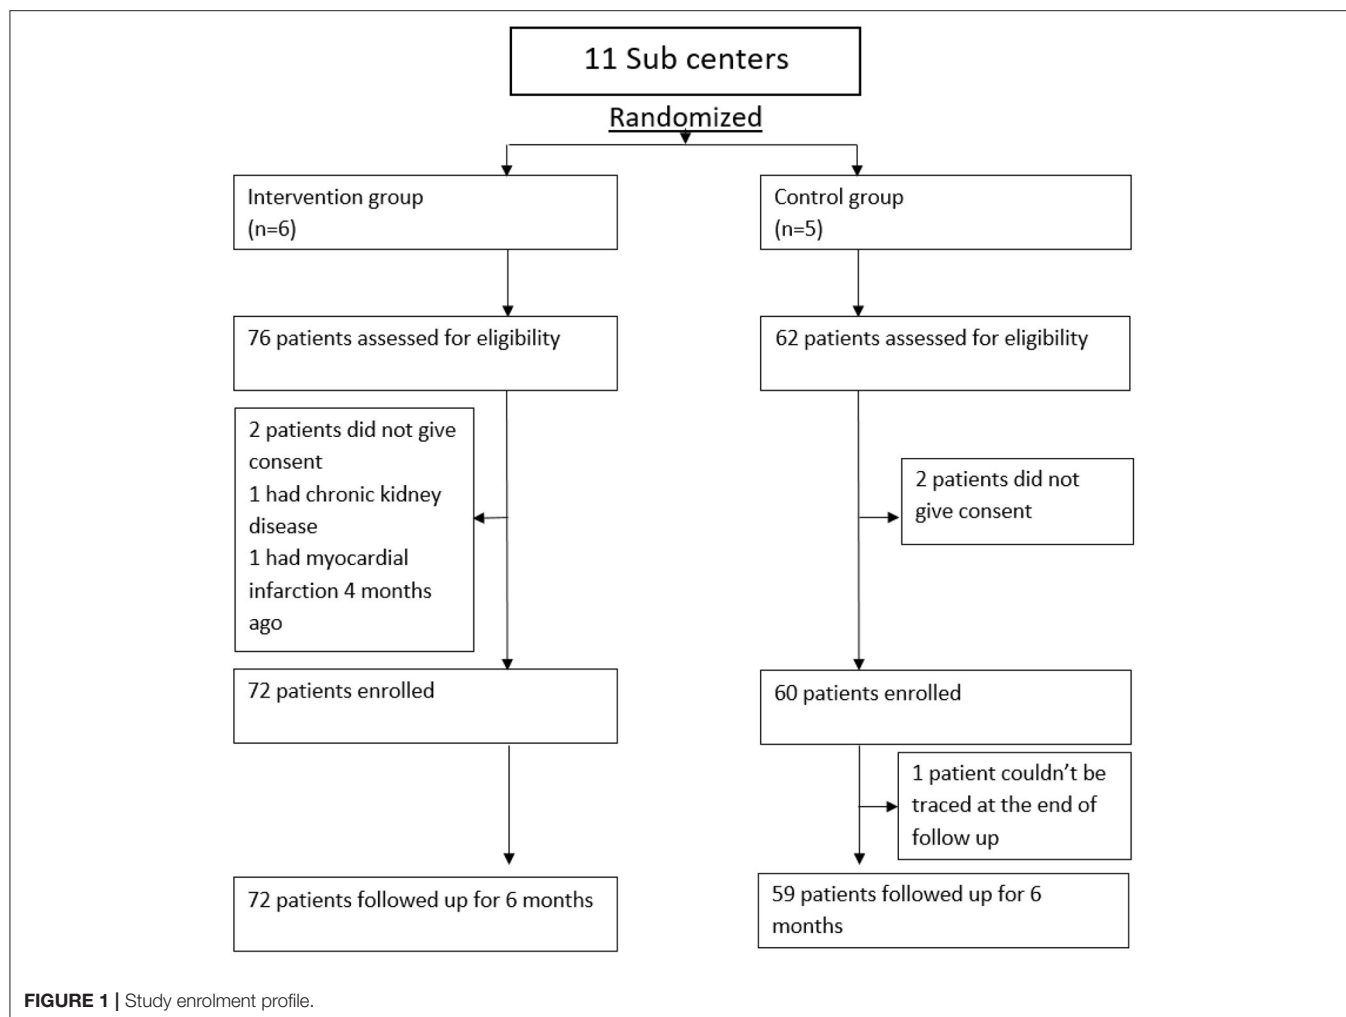 11 Sub centers
Randomized
Intervention group
(n=6)
Control group
(n=5)
76 patients assessed for eligibility
62 patients assessed for eligibility
2 patients did not give
consent
1 had chronic kidney
disease
1 had myocardial
infarction 4 months
ago
2 patients did not
give consent
72 patients enrolled
60 patients enrolled
1 patient couldn't be
traced at the end of
follow up
72 patients followed up for 6 months
59 patients followed up for 6
months
FIGURE 1 | Study enrolment profile.